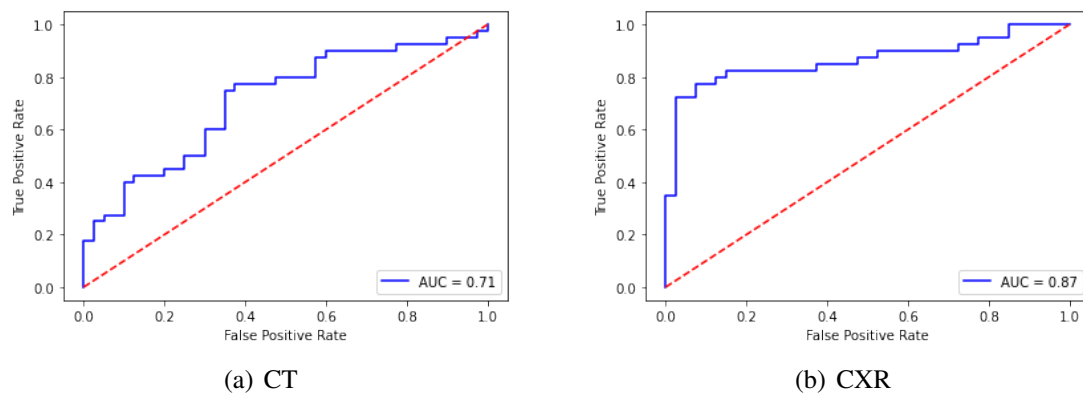 1.0
0.8
0.6
0.4
0.2
0.0
True Positive Rate
AUC = 0.71
0.0 0.2 0.4 0.6 0.8 1.0
False Positive Rate
(a) CT
1.0
0.8
0.6
0.4
0.2
0.0
True Positive Rate
AUC = 0.87
0.0 0.2 0.4 0.6 0.8 1.0
False Positive Rate
(b) CXR